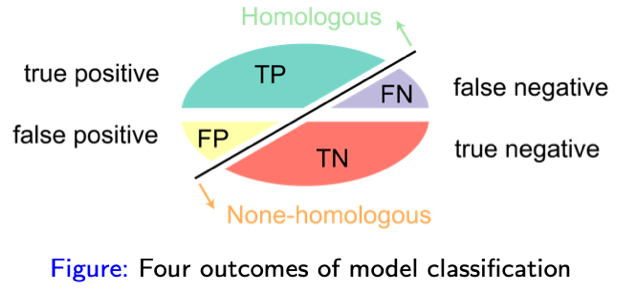 Homologous
true positive
TP
FN
false negative
false positive
FP
TN
true negative
None-homologous
Figure: Four outcomes of model classification